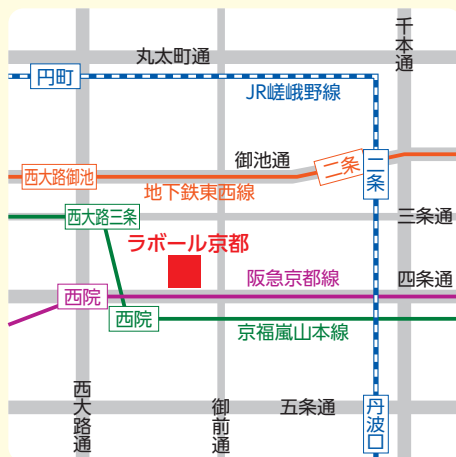 千本通
丸太町通
円町
JR嵯峨野線
御池通
二条
二条
西大路御池
地下鉄東西線
西大路三条
三条通
ラボール京都
阪急京都線
四条通
西院
西院
京福嵐山本線
西大路通
御前通
五条通
丹波口